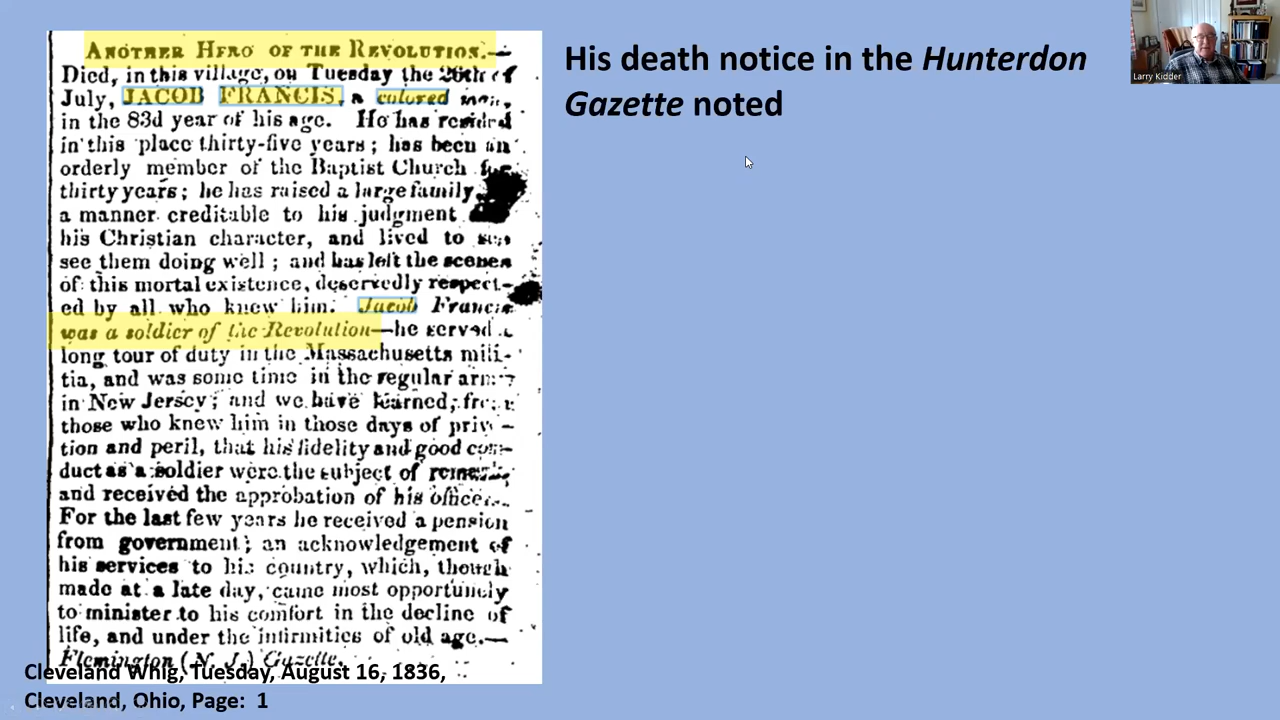 ANOTHER HERO OF THE REVOLUTION.—
Died, in this village, on Tuesday the 26th of
July, JACOB FRANCIS, a colored man,
in the 83d year of his age. He has resided
in this place thirty-five years; has been an
orderly member of the Baptist Church for
thirty years; he has raised a large family
a manner creditable to his judgment
his Christian character, and lived to
see them doing well; and has left the scenes
of this mortal existence, deservedly respect-
ed by all who knew him. Jacob Francis
was a soldier of the Revolution—he served a
long tour of duty in the Massachusetts mili-
tia, and was some time in the regular army
in New Jersey; and we have learned, from
those who knew him in those days of priva-
tion and peril, that his fidelity and good con-
duct as a soldier were the subject of remark,
and received the approbation of his officers.
For the last few years he received a pension
from government; an acknowledgement of
his services to his country, which, though
made at a late day, came most opportunely
to minister to his comfort in the decline of
life, and under the infirmities of old age.—
Flemington (N. J.) Gazette.
Cleveland Whig, Tuesday, August 16, 1836,
Cleveland, Ohio, Page: 1
His death notice in the Hunterdon
Gazette noted
Larry Kidder